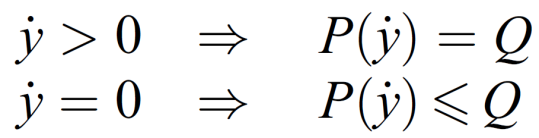 ẏ > 0 ⇒ P(ẏ) = Q
ẏ = 0 ⇒ P(ẏ) ⩽ Q